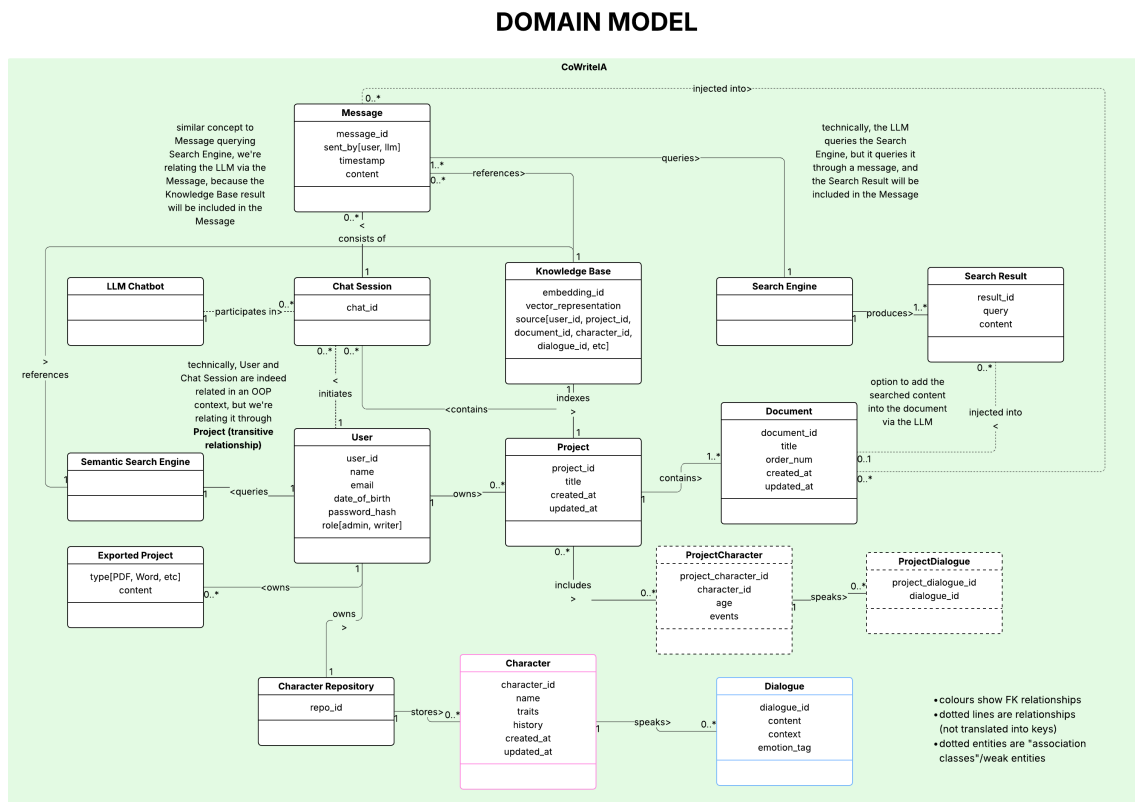 DOMAIN MODEL
CoWriteIA
injected into>
0..*
Message
message_id
sent_by[user, llm]
timestamp
content
similar concept to
Message querying
Search Engine, we're
relating the LLM via the
Message, because the
Knowledge Base result
will be included in the
Message
technically, the LLM
queries the Search
Engine, but it queries it
through a message, and
the Search Result will be
included in the Message
1..*
queries>
0..*
references>
0..*
<
consists of
1
1
1
LLM Chatbot
1
participates in>
0..*
Chat Session
chat_id
Knowledge Base
embedding_id
vector_representation
source[user_id, project_id,
document_id, character_id,
dialogue_id, etc]
Search Engine
1
produces>
1..*
Search Result
result_id
query
content
>
references
technically, User and
Chat Session are indeed
related in an OOP
context, but we're
relating it through
Project (transitive
relationship)
0..*
0..*
<
initiates
1
<contains
1
indexes
>
1
0..*
option to add the
searched content
into the document
via the LLM
injected into
<
User
user_id
name
email
date_of_birth
password_hash
role[admin, writer]
Project
project_id
title
created_at
updated_at
Document
document_id
title
order_num
created_at
updated_at
0..1
0..*
Semantic Search Engine
1
1
<queries
1
1
owns>
0..*
1
contains>
1..*
Exported Project
type[PDF, Word, etc]
content
0..*
<owns
1
owns
>
1
0..*
includes
>
0..*
ProjectCharacter
project_character_id
character_id
age
events
1
speaks>
0..*
ProjectDialogue
project_dialogue_id
dialogue_id
Character Repository
repo_id
1
stores>
0..*
Character
character_id
name
traits
history
created_at
updated_at
1
speaks>
0..*
Dialogue
dialogue_id
content
context
emotion_tag
•colours show FK relationships
•dotted lines are relationships
(not translated into keys)
•dotted entities are "association
classes"/weak entities